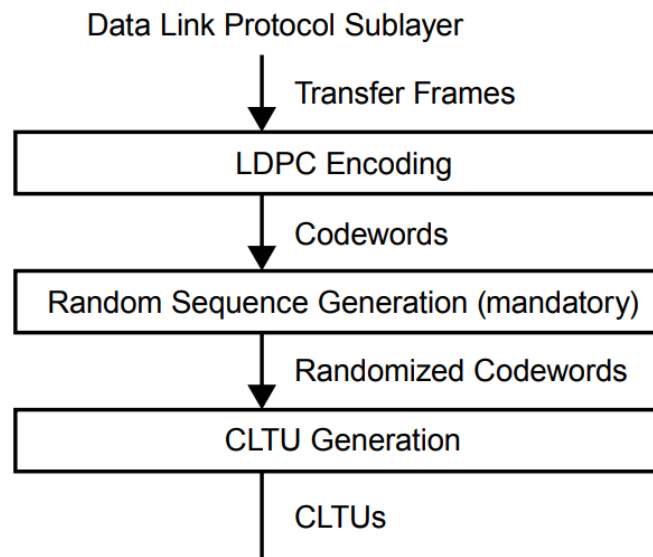 Data Link Protocol Sublayer
Transfer Frames
LDPC Encoding
Codewords
Random Sequence Generation (mandatory)
Randomized Codewords
CLTU Generation
CLTUs